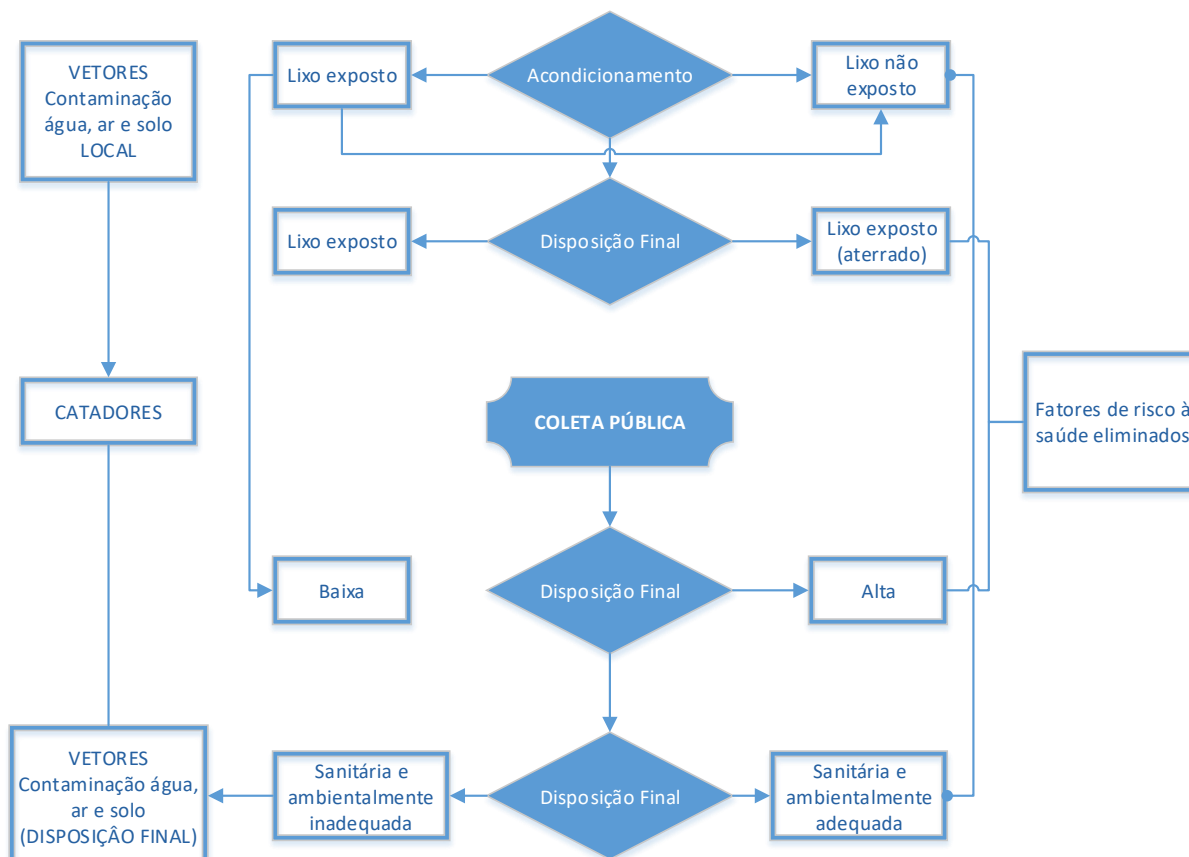 VETORES
Contaminação
água, ar e solo
LOCAL
Lixo exposto
Acondicionamento
Lixo não
exposto
Lixo exposto
Disposição Final
Lixo exposto
(aterrado)
CATADORES
COLETA PÚBLICA
Fatores de risco à
saúde eliminados
Baixa
Disposição Final
Alta
VETORES
Contaminação água,
ar e solo
(DISPOSIÇÂO FINAL)
Sanitária e
ambientalmente
inadequada
Disposição Final
Sanitária e
ambientalmente
adequada